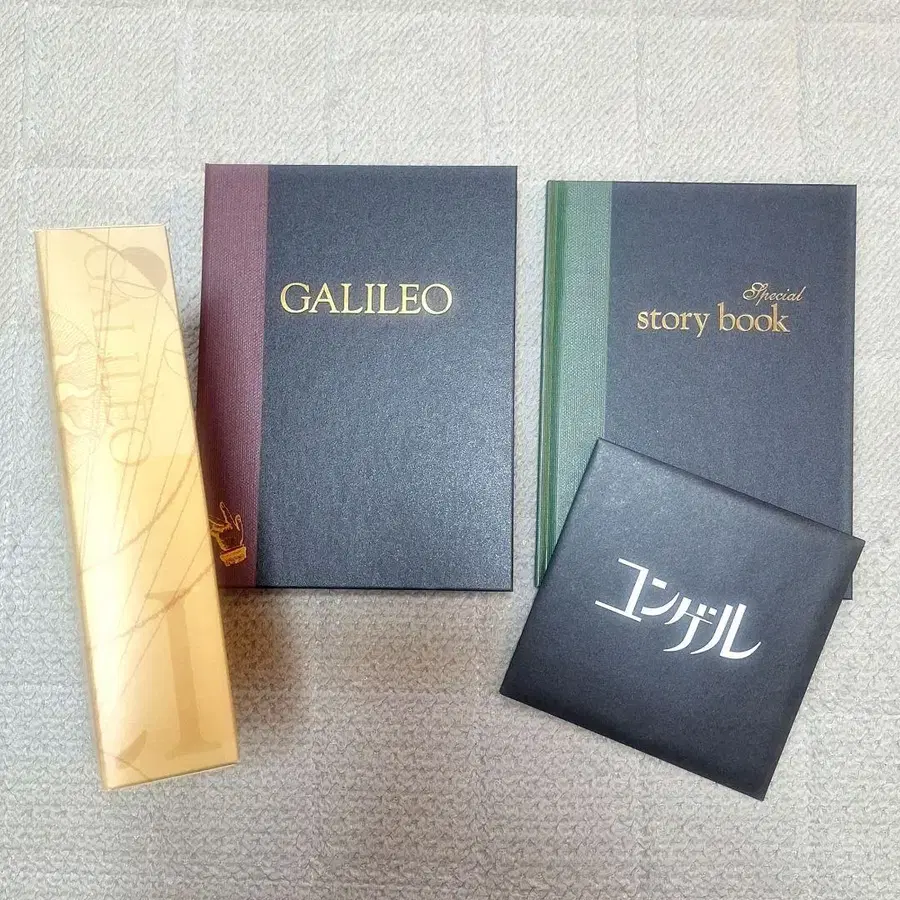 GALILEO
I
GALILEO
Special
story book
ユンゲル